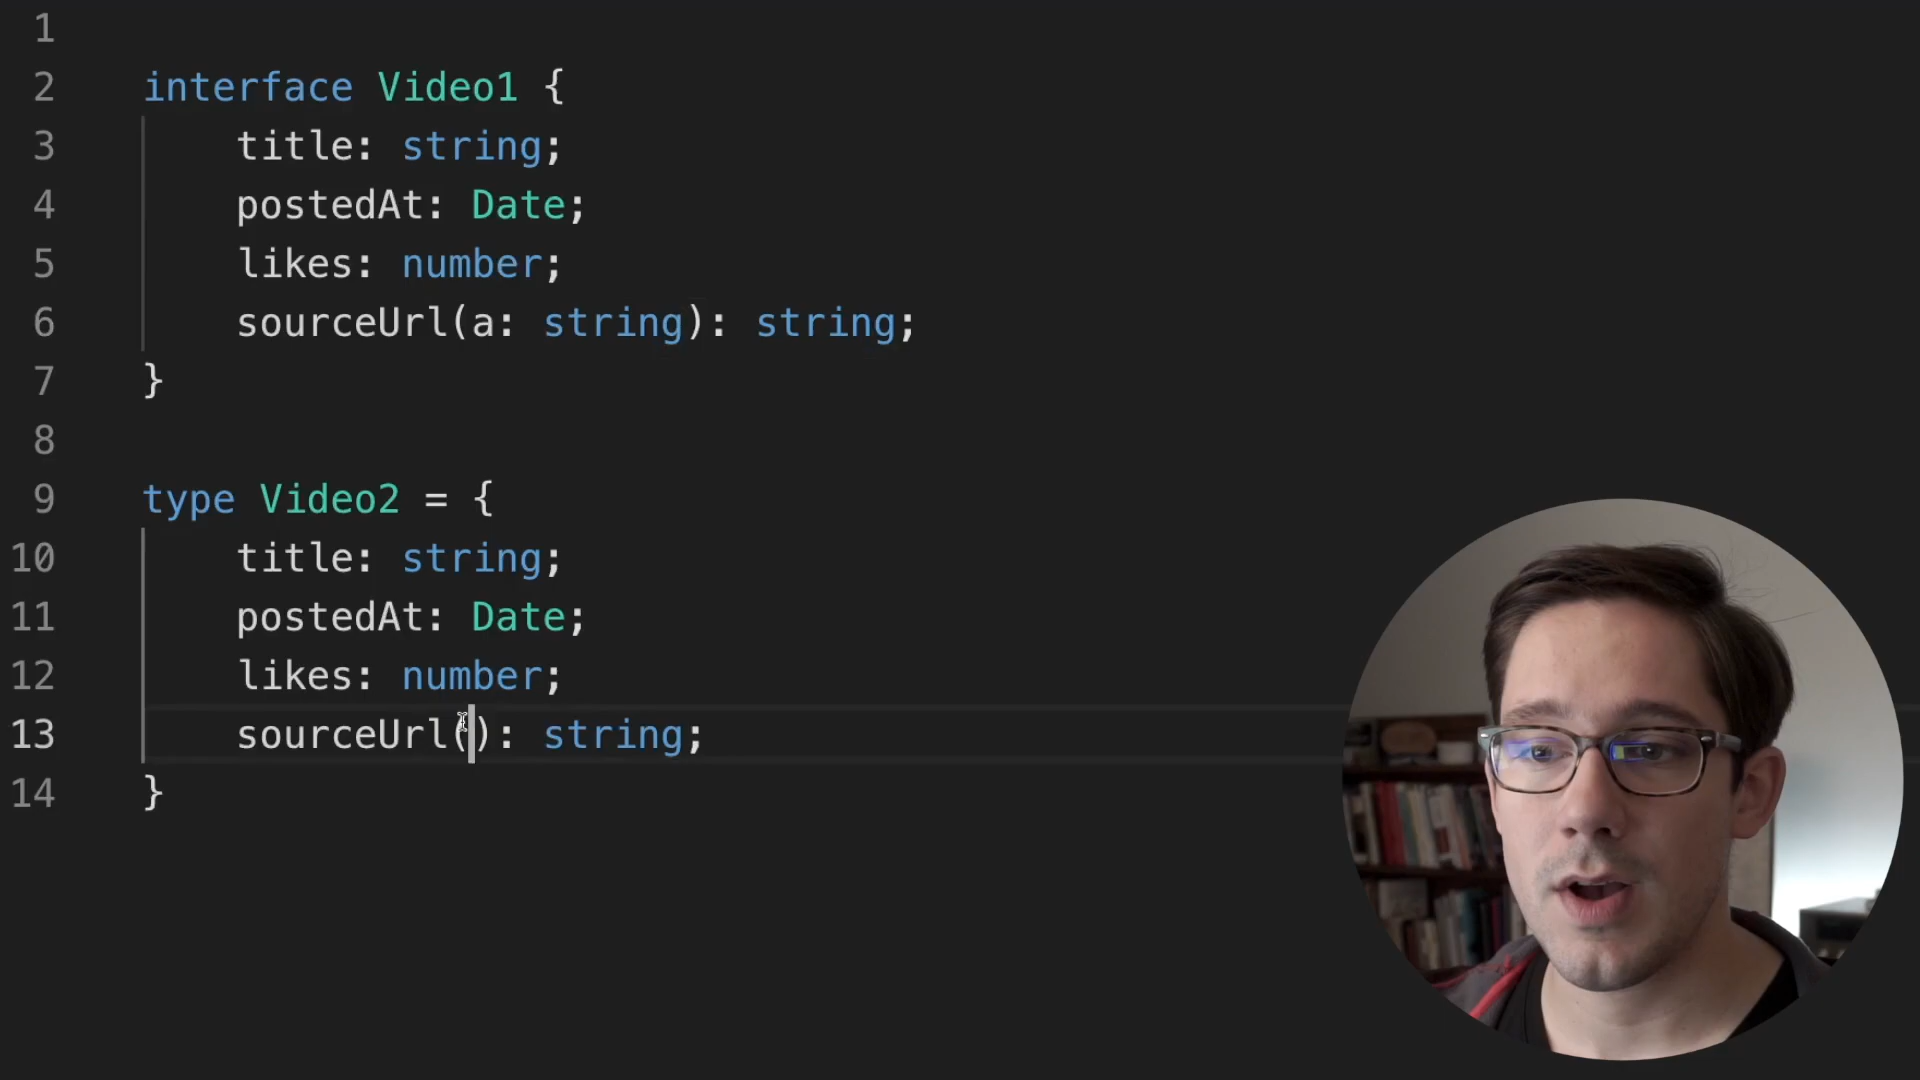 1
2 interface Video1 {
3 title: string;
4 postedAt: Date;
5 likes: number;
6 sourceUrl(a: string): string;
7 }
8
9 type Video2 = {
10 title: string;
11 postedAt: Date;
12 likes: number;
13 sourceUrl(): string;
14 }